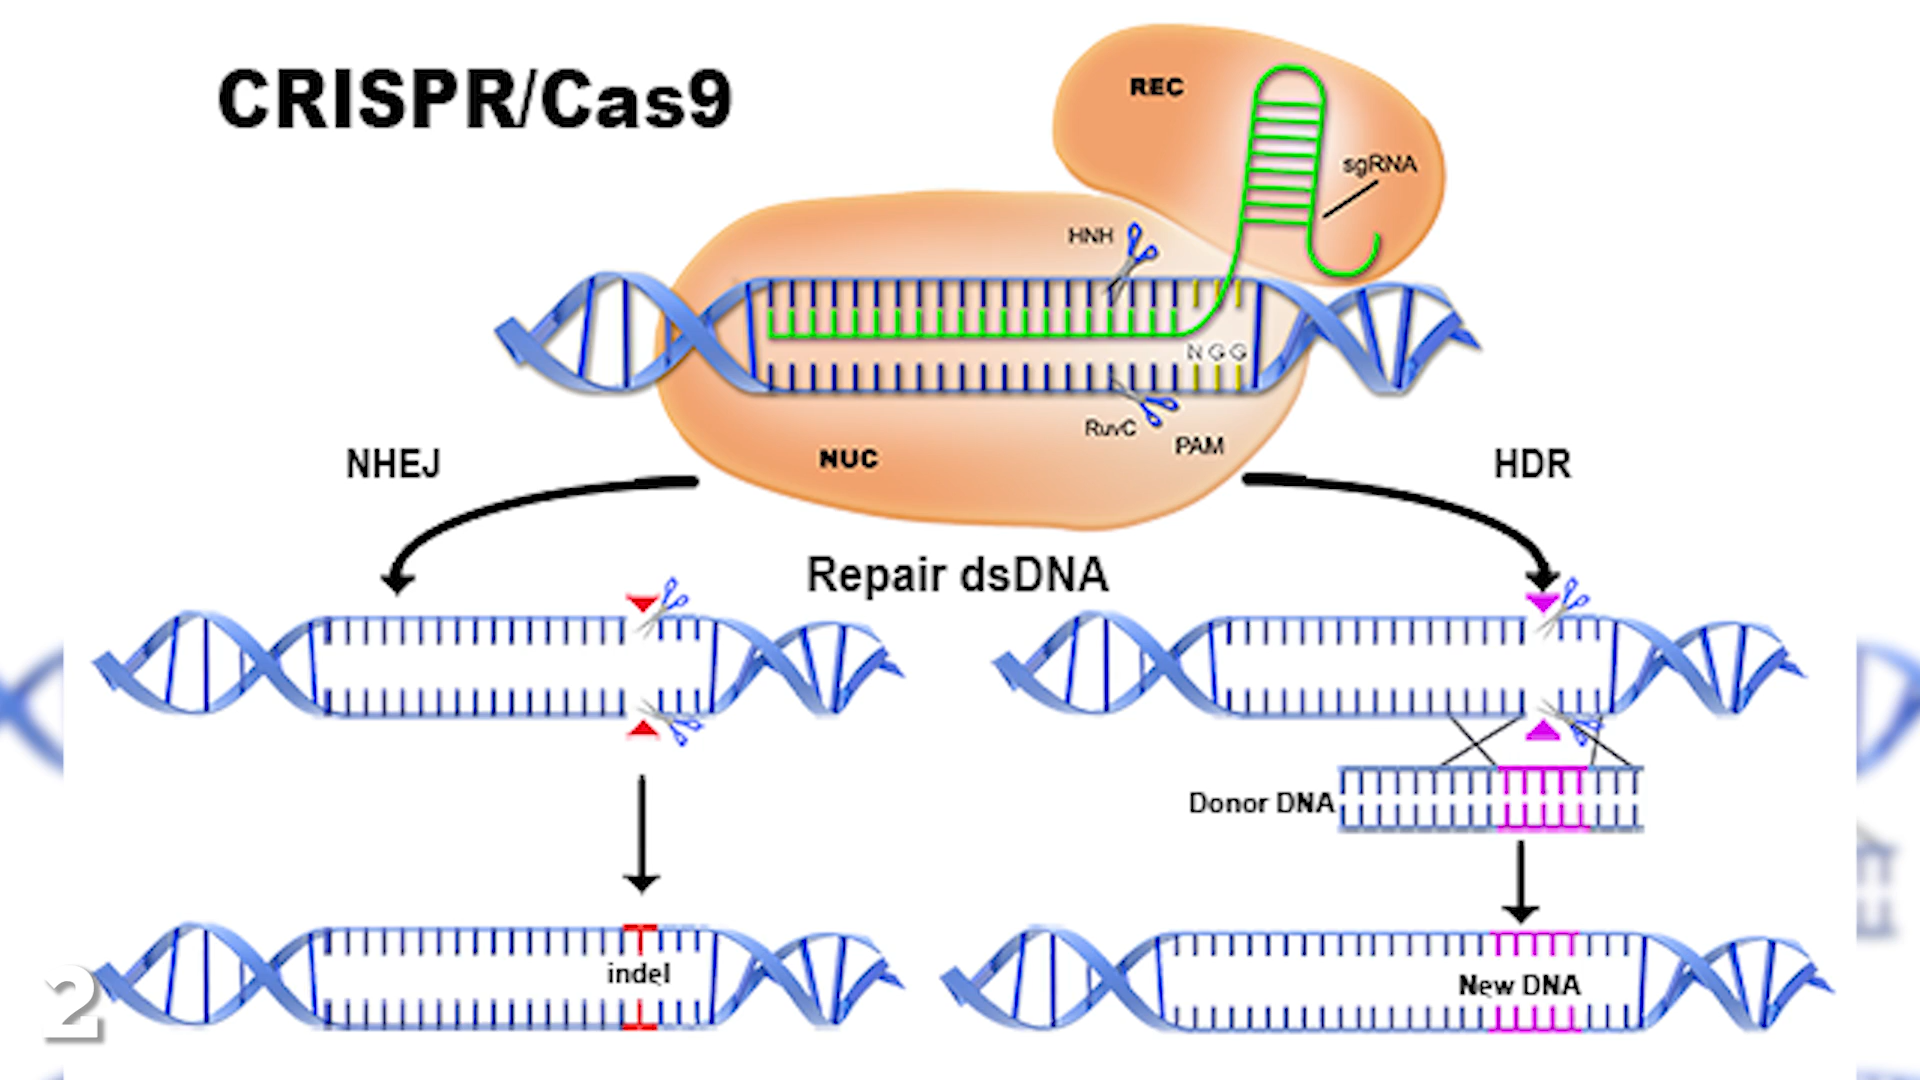 CRISPR/Cas9
REC
sgRNA
HNH
NGG
RuvC
PAM
NUC
NHEJ
HDR
Repair dsDNA
Donor DNA
indel
New DNA
2